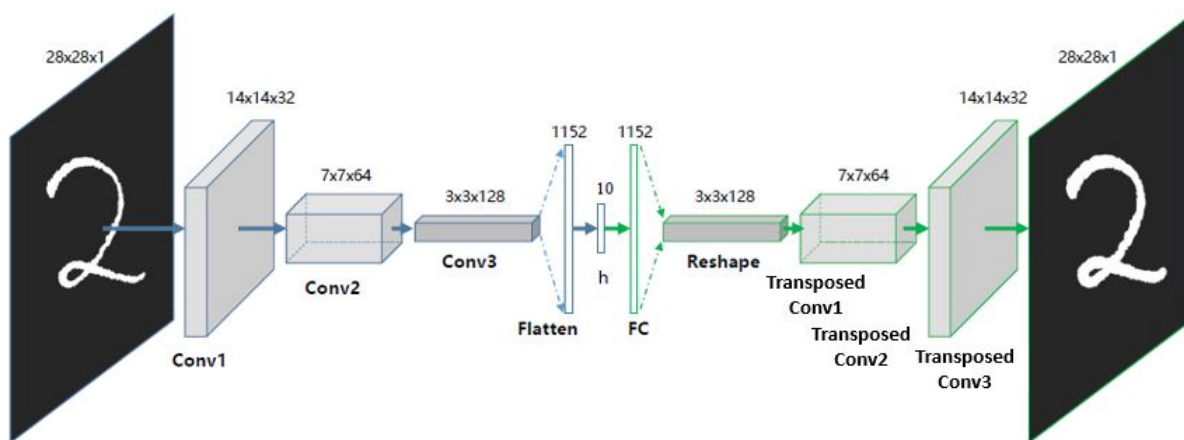 28x28x1
14x14x32
7x7x64
3x3x128
1152
10
1152
3x3x128
7x7x64
14x14x32
28x28x1
Conv1
Conv2
Conv3
Flatten
h
FC
Reshape
Transposed
Conv1
Transposed
Conv2
Transposed
Conv3
2
2